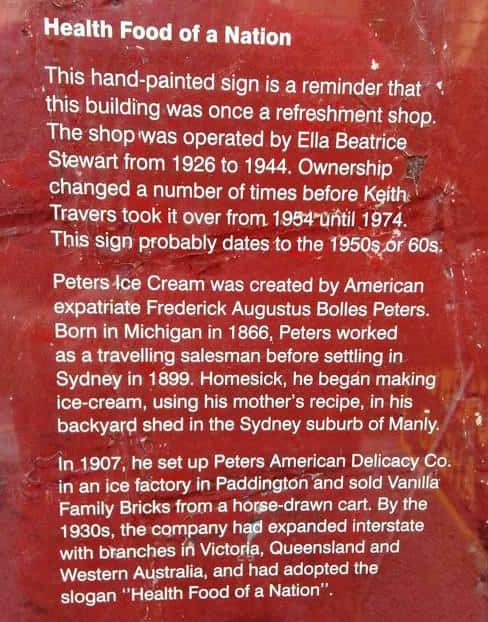 Health Food of a Nation
This hand-painted sign is a reminder that
this building was once a refreshment shop.
The shop was operated by Ella Beatrice
Stewart from 1926 to 1944. Ownership
changed a number of times before Keith
Travers took it over from 1954 until 1974.
This sign probably dates to the 1950s or 60s.
Peters Ice Cream was created by American
expatriate Frederick Augustus Bolles Peters.
Born in Michigan in 1866, Peters worked
as a travelling salesman before settling in
Sydney in 1899. Homesick, he began making
ice-cream, using his mother's recipe, in his
backyard shed in the Sydney suburb of Manly.
In 1907, he set up Peters American Delicacy Co.
in an ice factory in Paddington and sold Vanilla
Family Bricks from a horse-drawn cart. By the
1930s, the company had expanded interstate
with branches in Victoria, Queensland and
Western Australia, and had adopted the
slogan "Health Food of a Nation".